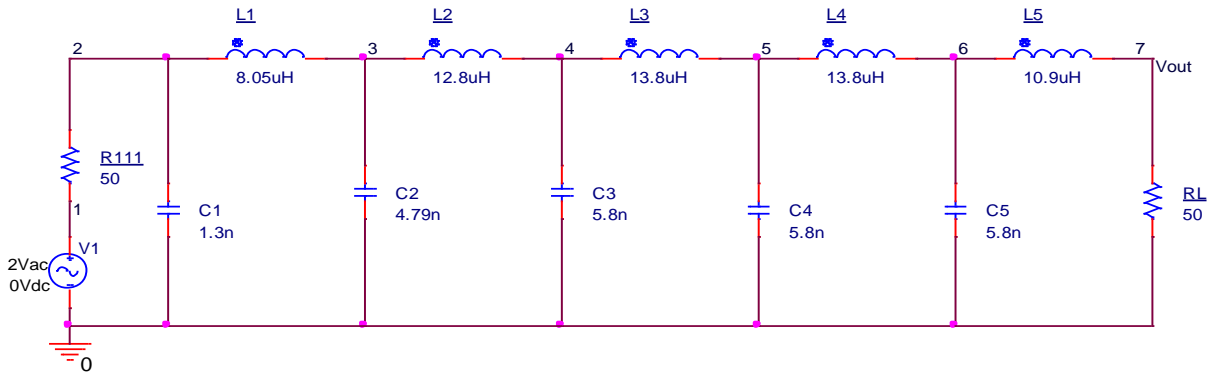 L1 L2 L3 L4 L5
2 3 4 5 6 7
8.05uH 12.8uH 13.8uH 13.8uH 10.9uH
Vout
R111
50
1
V1
2Vac
0Vdc
C1
1.3n
C2
4.79n
C3
5.8n
C4
5.8n
C5
5.8n
RL
50
0